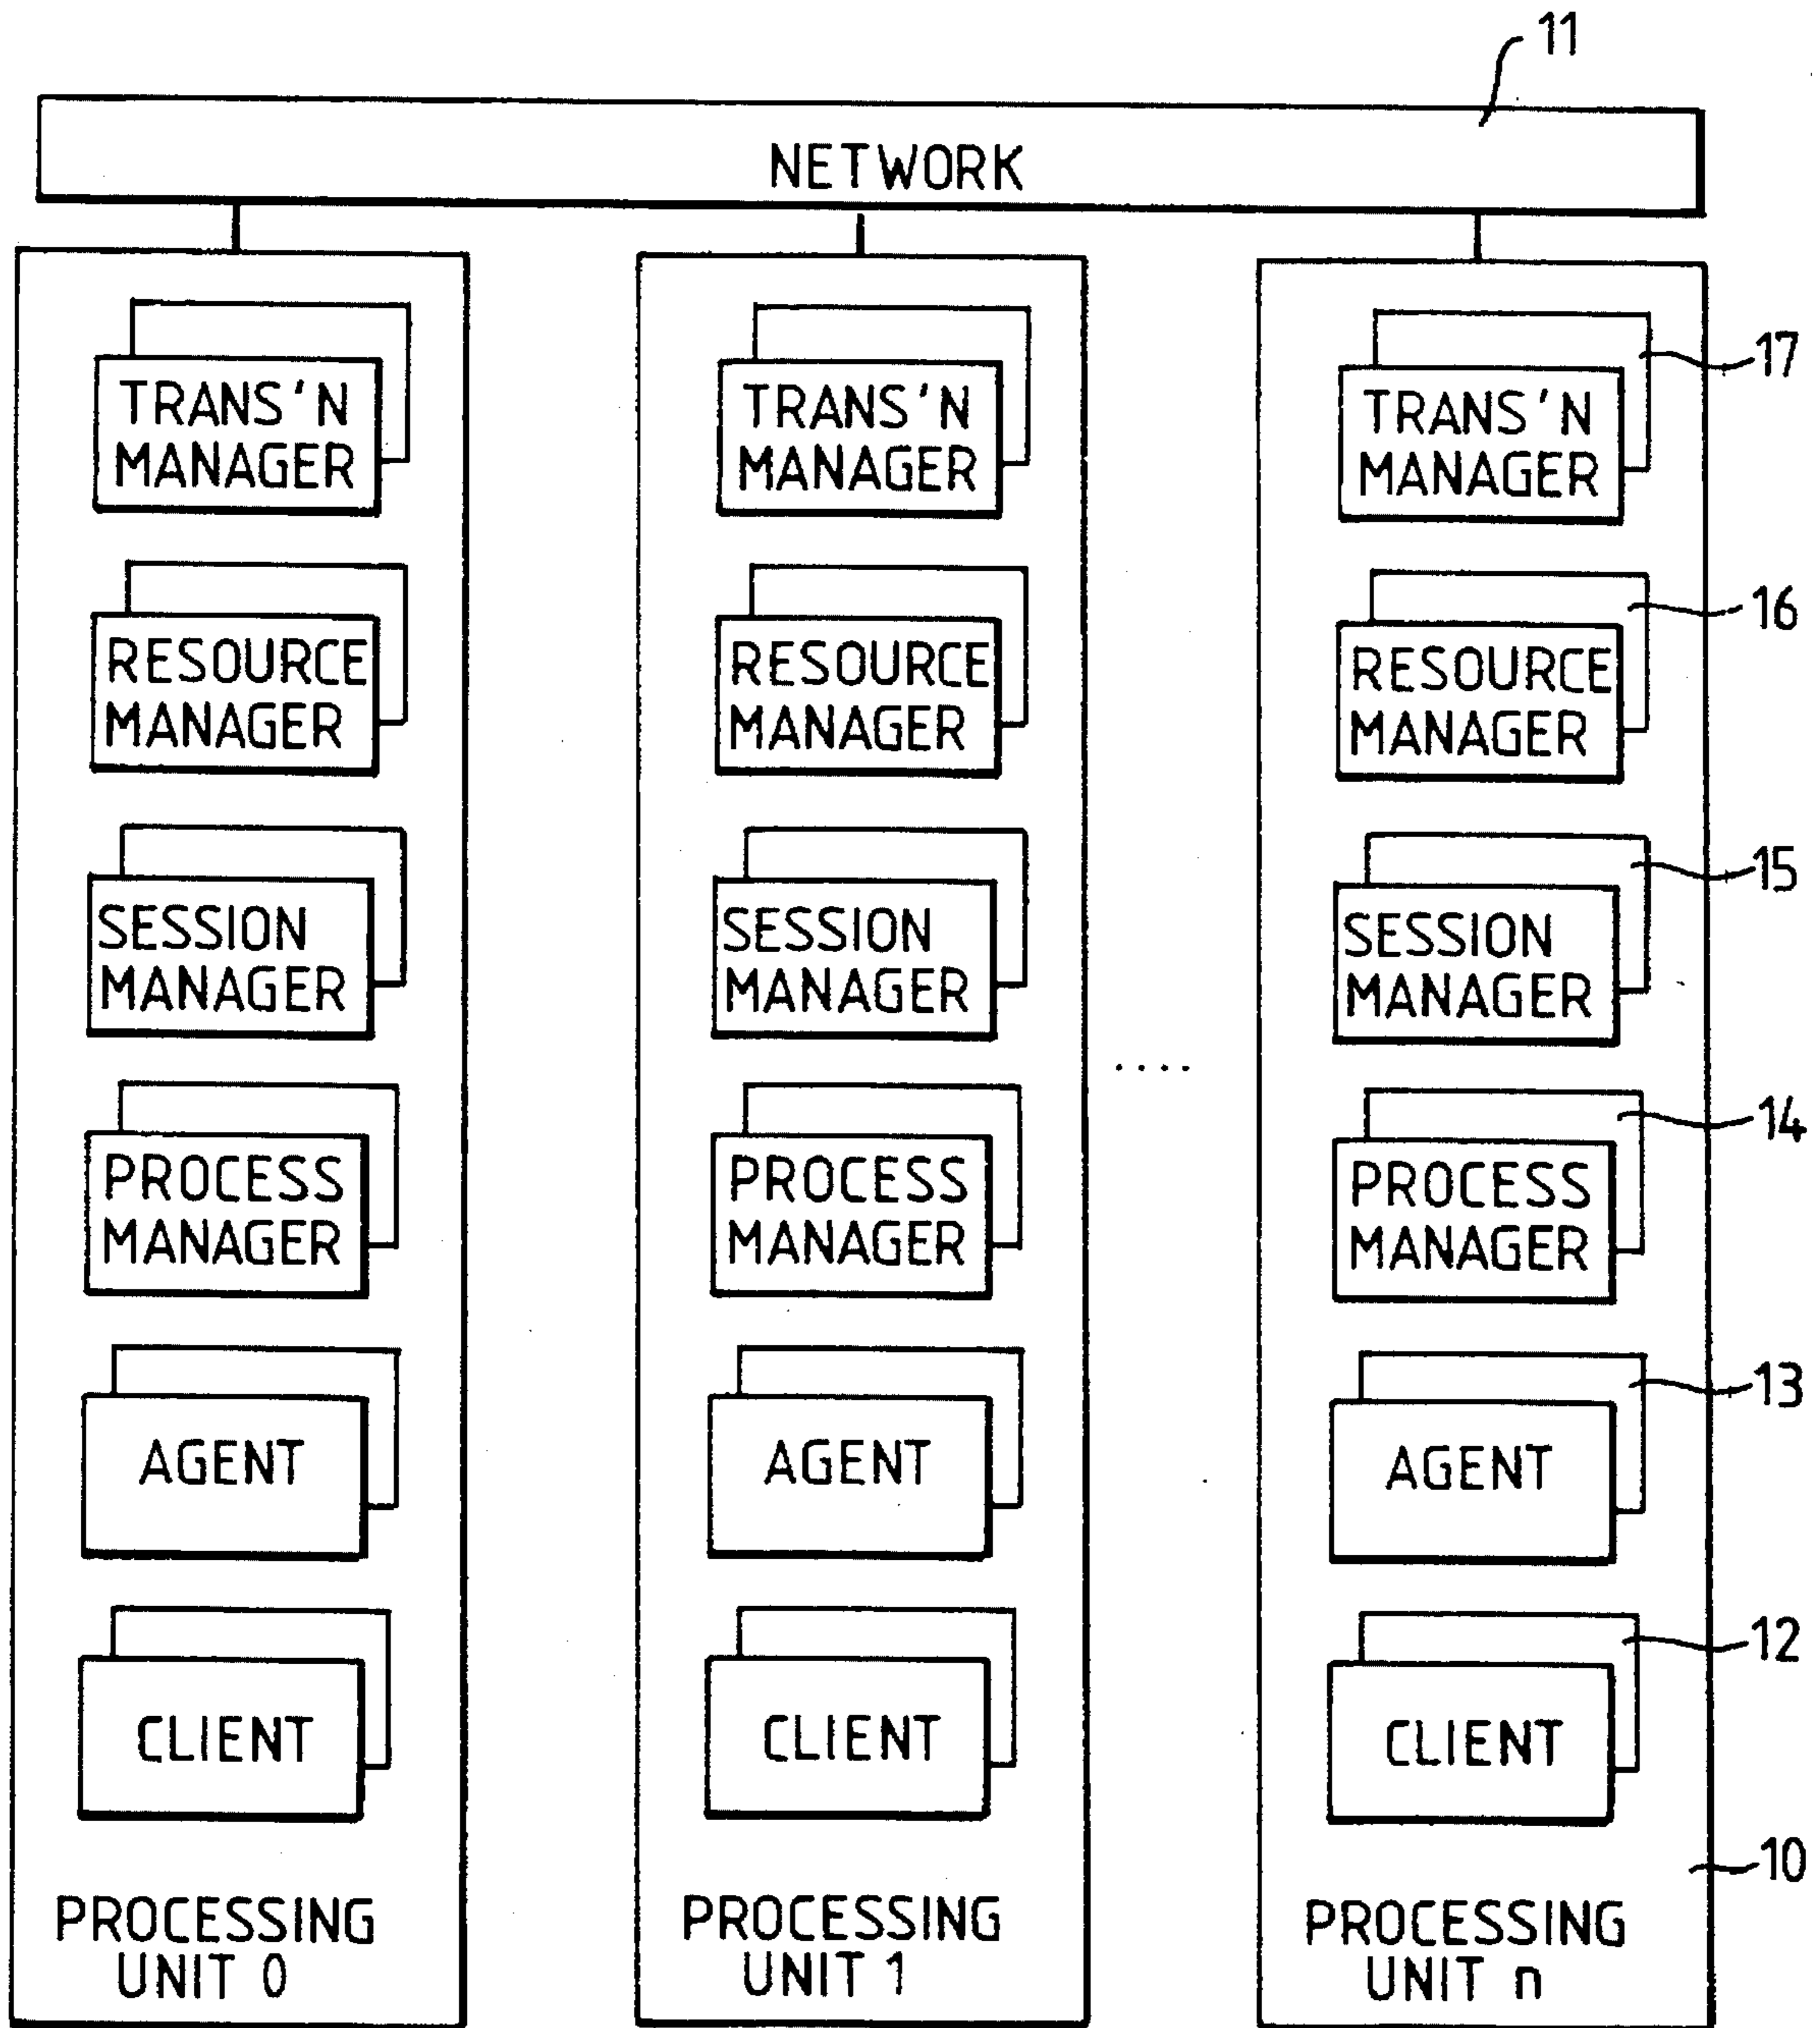 11
NETWORK
TRANS'N
MANAGER
RESOURCE
MANAGER
SESSION
MANAGER
PROCESS
MANAGER
AGENT
CLIENT
PROCESSING
UNIT 0
TRANS'N
MANAGER
RESOURCE
MANAGER
SESSION
MANAGER
PROCESS
MANAGER
AGENT
CLIENT
PROCESSING
UNIT 1
....
TRANS'N
MANAGER
17
RESOURCE
MANAGER
16
SESSION
MANAGER
15
PROCESS
MANAGER
14
AGENT
13
CLIENT
12
10
PROCESSING
UNIT n